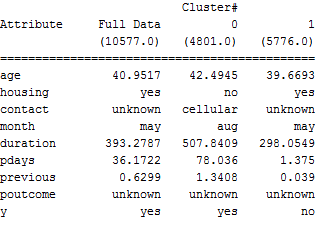 Cluster#
Attribute Full Data 0 1
(10577.0) (4801.0) (5776.0)
============================================
age 40.9517 42.4945 39.6693
housing yes no yes
contact unknown cellular unknown
month may aug may
duration 393.2787 507.8409 298.0549
pdays 36.1722 78.036 1.375
previous 0.6299 1.3408 0.039
poutcome unknown unknown unknown
y yes yes no